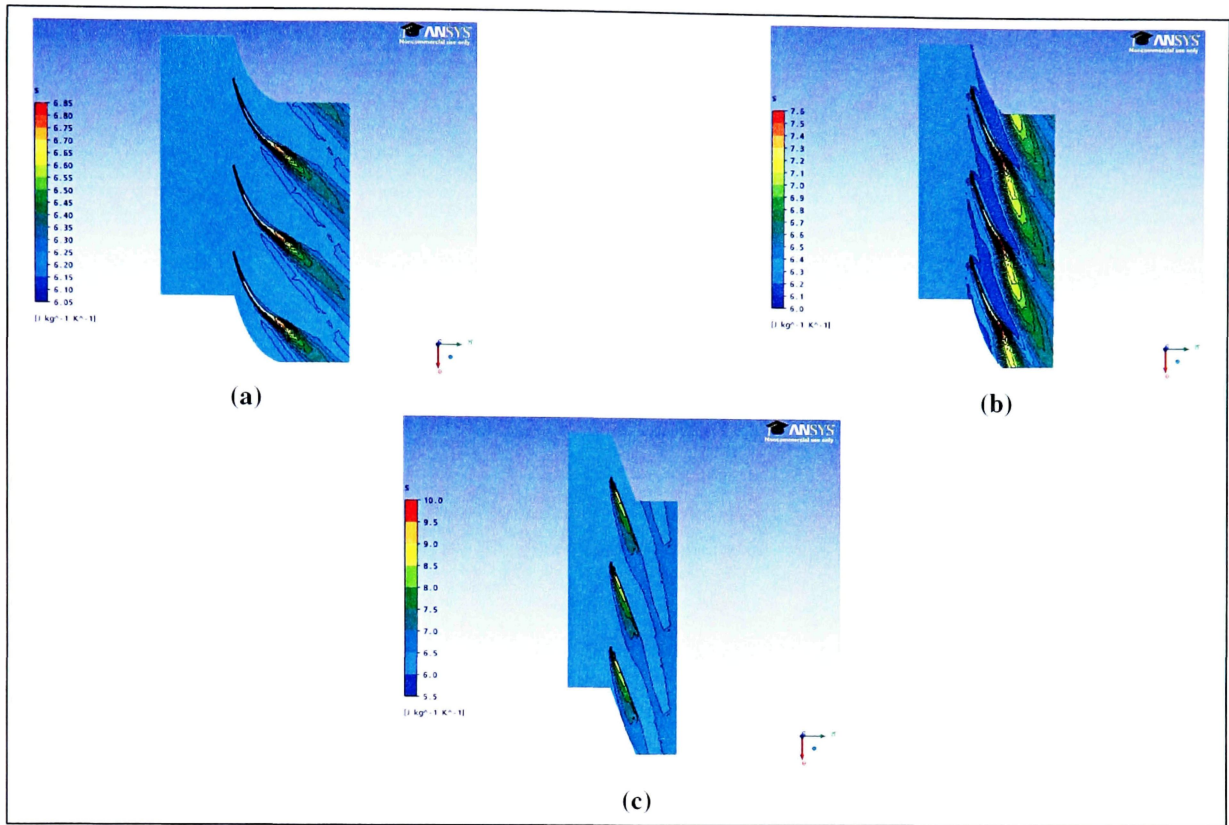 ANSYS
Noncommercial use only
S
6.85
6.80
6.75
6.70
6.65
6.60
6.55
6.50
6.45
6.40
6.35
6.30
6.25
6.20
6.15
6.10
6.05
[J kg^-1 K^-1]
(a)
ANSYS
Noncommercial use only
S
7.6
7.5
7.4
7.3
7.2
7.1
7.0
6.9
6.8
6.7
6.6
6.5
6.4
6.3
6.2
6.1
6.0
[J kg^-1 K^-1]
(b)
ANSYS
Noncommercial use only
S
10.0
9.5
9.0
8.5
8.0
7.5
7.0
6.5
6.0
5.5
[J kg^-1 K^-1]
(c)